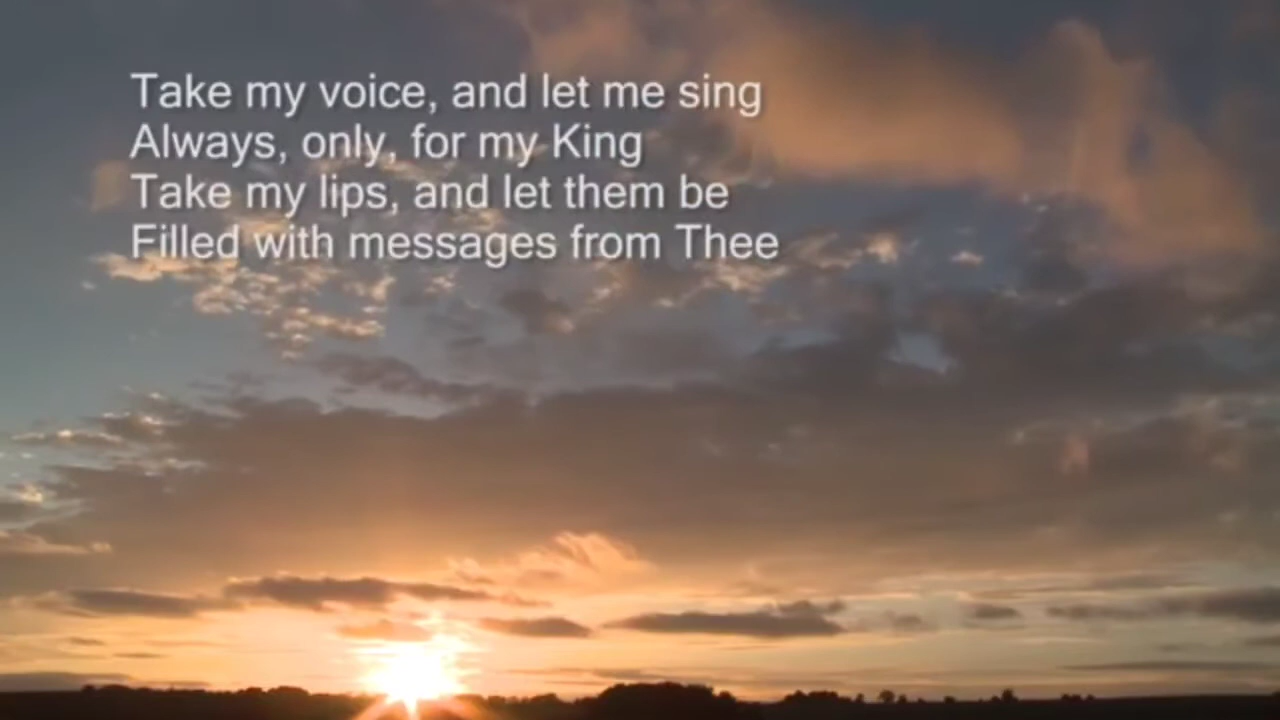 Take my voice, and let me sing
Always, only, for my King
Take my lips, and let them be
Filled with messages from Thee